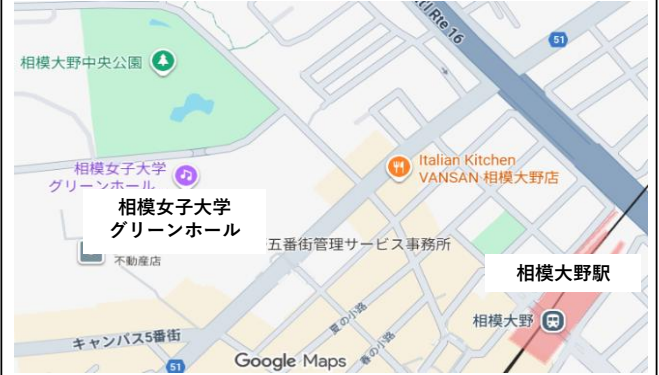 Int'l Rte 16
51
相模大野中央公園
Italian Kitchen
VANSAN 相模大野店
相模女子大学
グリーンホール
相模女子大学
グリーンホール
五番街管理サービス事務所
不動産店
相模大野駅
相模大野
夏の小路
春の小路
キャンパス5番街
51
Google Maps